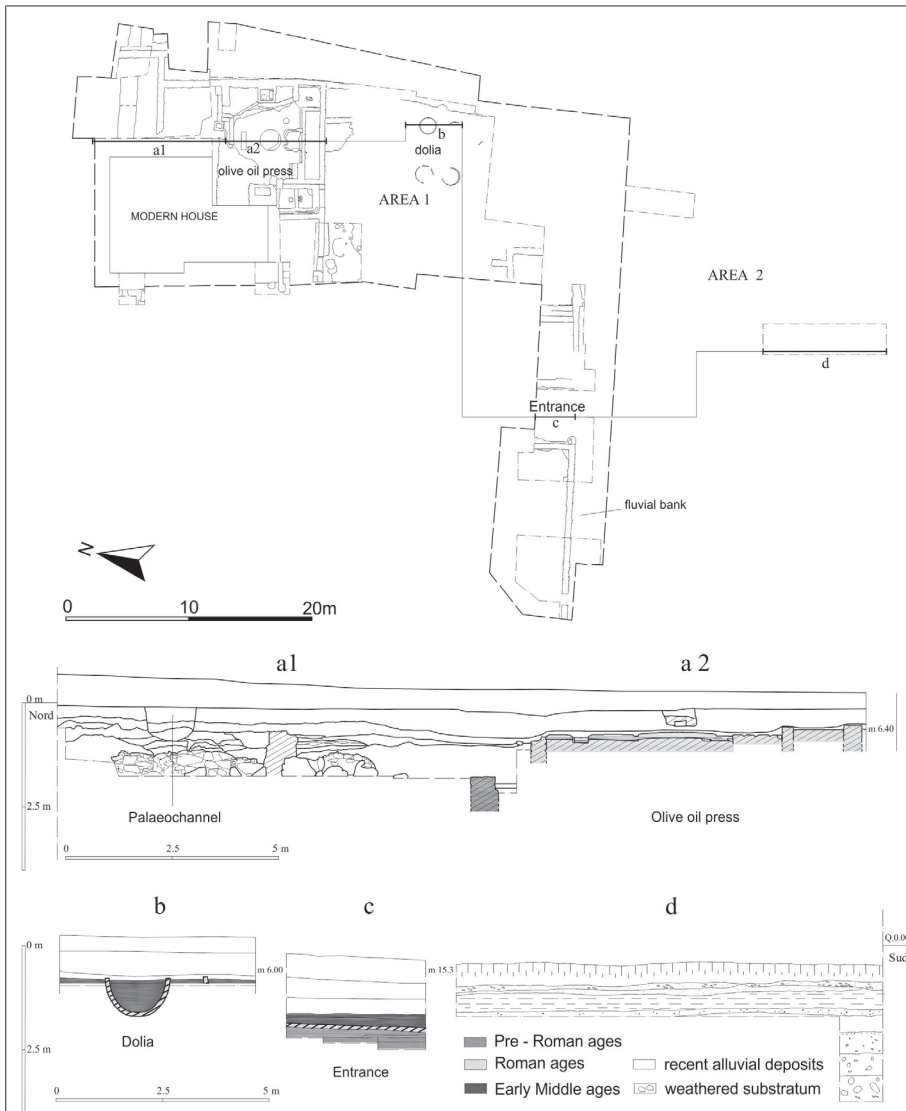 a1
a2
b
dolia
olive oil press
AREA 1
MODERN HOUSE
AREA 2
d
Entrance
c
fluvial bank
N
0 10 20m
a1 a 2
0 m
Nord
m 6.40
2.5 m
Palaeochannel
Olive oil press
0 2.5 5 m
b c d
0 m
Q.0.00
Sud
m 6.00
m 15.3
2.5 m
Dolia
Entrance
0 2.5 5 m
Pre - Roman ages
Roman ages
Early Middle ages
recent alluvial deposits
weathered substratum